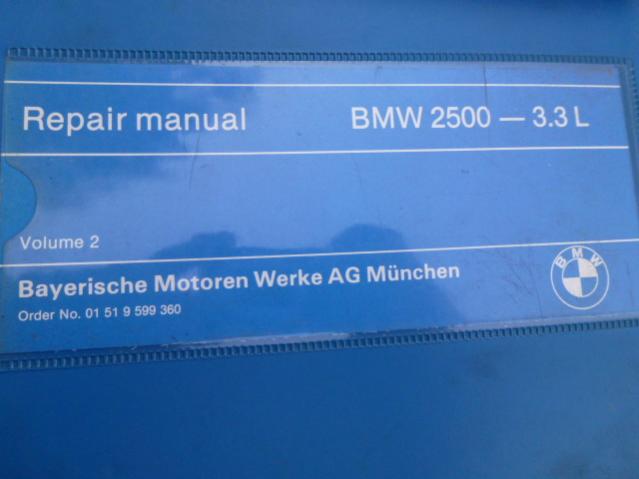 Repair manual BMW 2500 — 3.3 L
Volume 2
BMW
Bayerische Motoren Werke AG München
Order No. 01 51 9 599 360